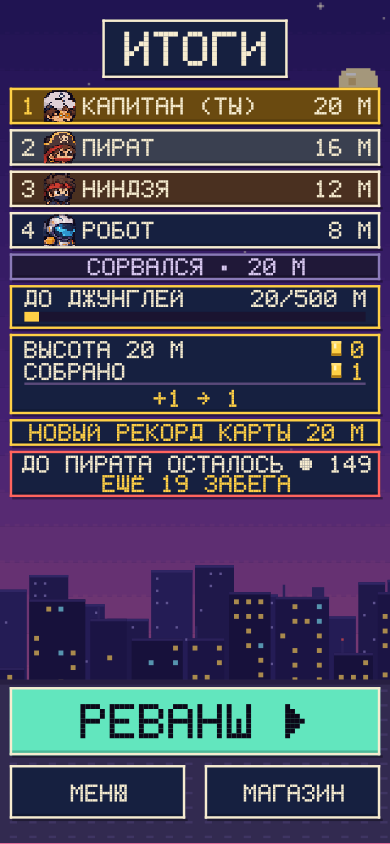 ИТОГИ
1 КАПИТАН (ТЫ) 20 М
2 ПИРАТ 16 М
3 НИНДЗЯ 12 М
4 РОБОТ 8 М
СОРВАЛСЯ · 20 М
ДО ДЖУНГЛЕЙ 20/500 М
ВЫСОТА 20 М 0
СОБРАНО 1
+1 → 1
НОВЫЙ РЕКОРД КАРТЫ 20 М
ДО ПИРАТА ОСТАЛОСЬ ● 149
ЕЩЁ 19 ЗАБЕГА
РЕВАНШ ▶
МЕНЮ
МАГАЗИН